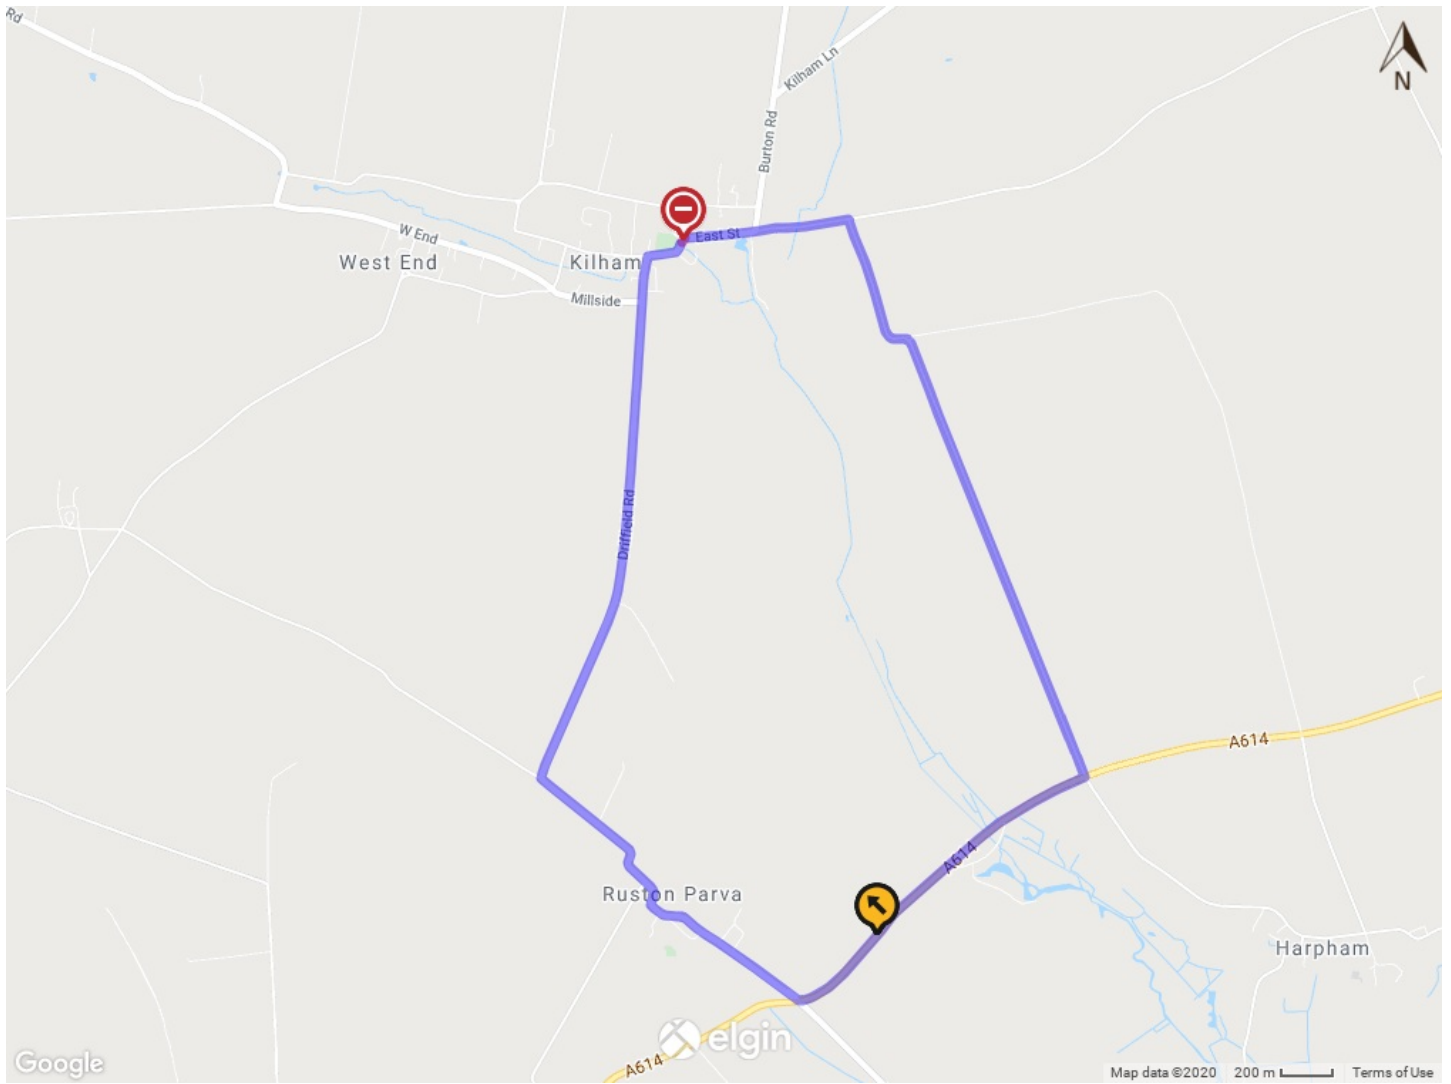 Rd
N
Kilham Ln
Burton Rd
East St
W End
West End
Kilham
Millside
Driffield Rd
A614
A614
Ruston Parva
Harpham
elgin
A614
Google
Map data ©2020
200 m
Terms of Use